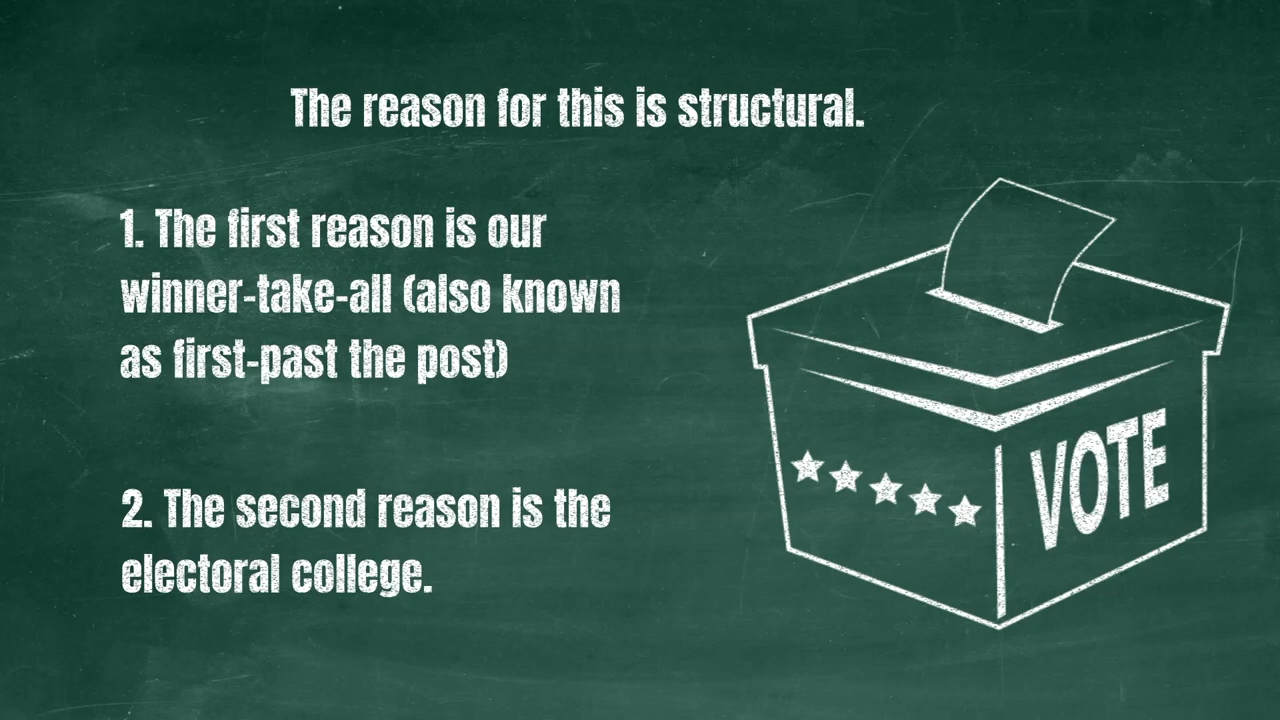 The reason for this is structural.
1. The first reason is our
winner-take-all (also known
as first-past the post)
2. The second reason is the
electoral college.
VOTE